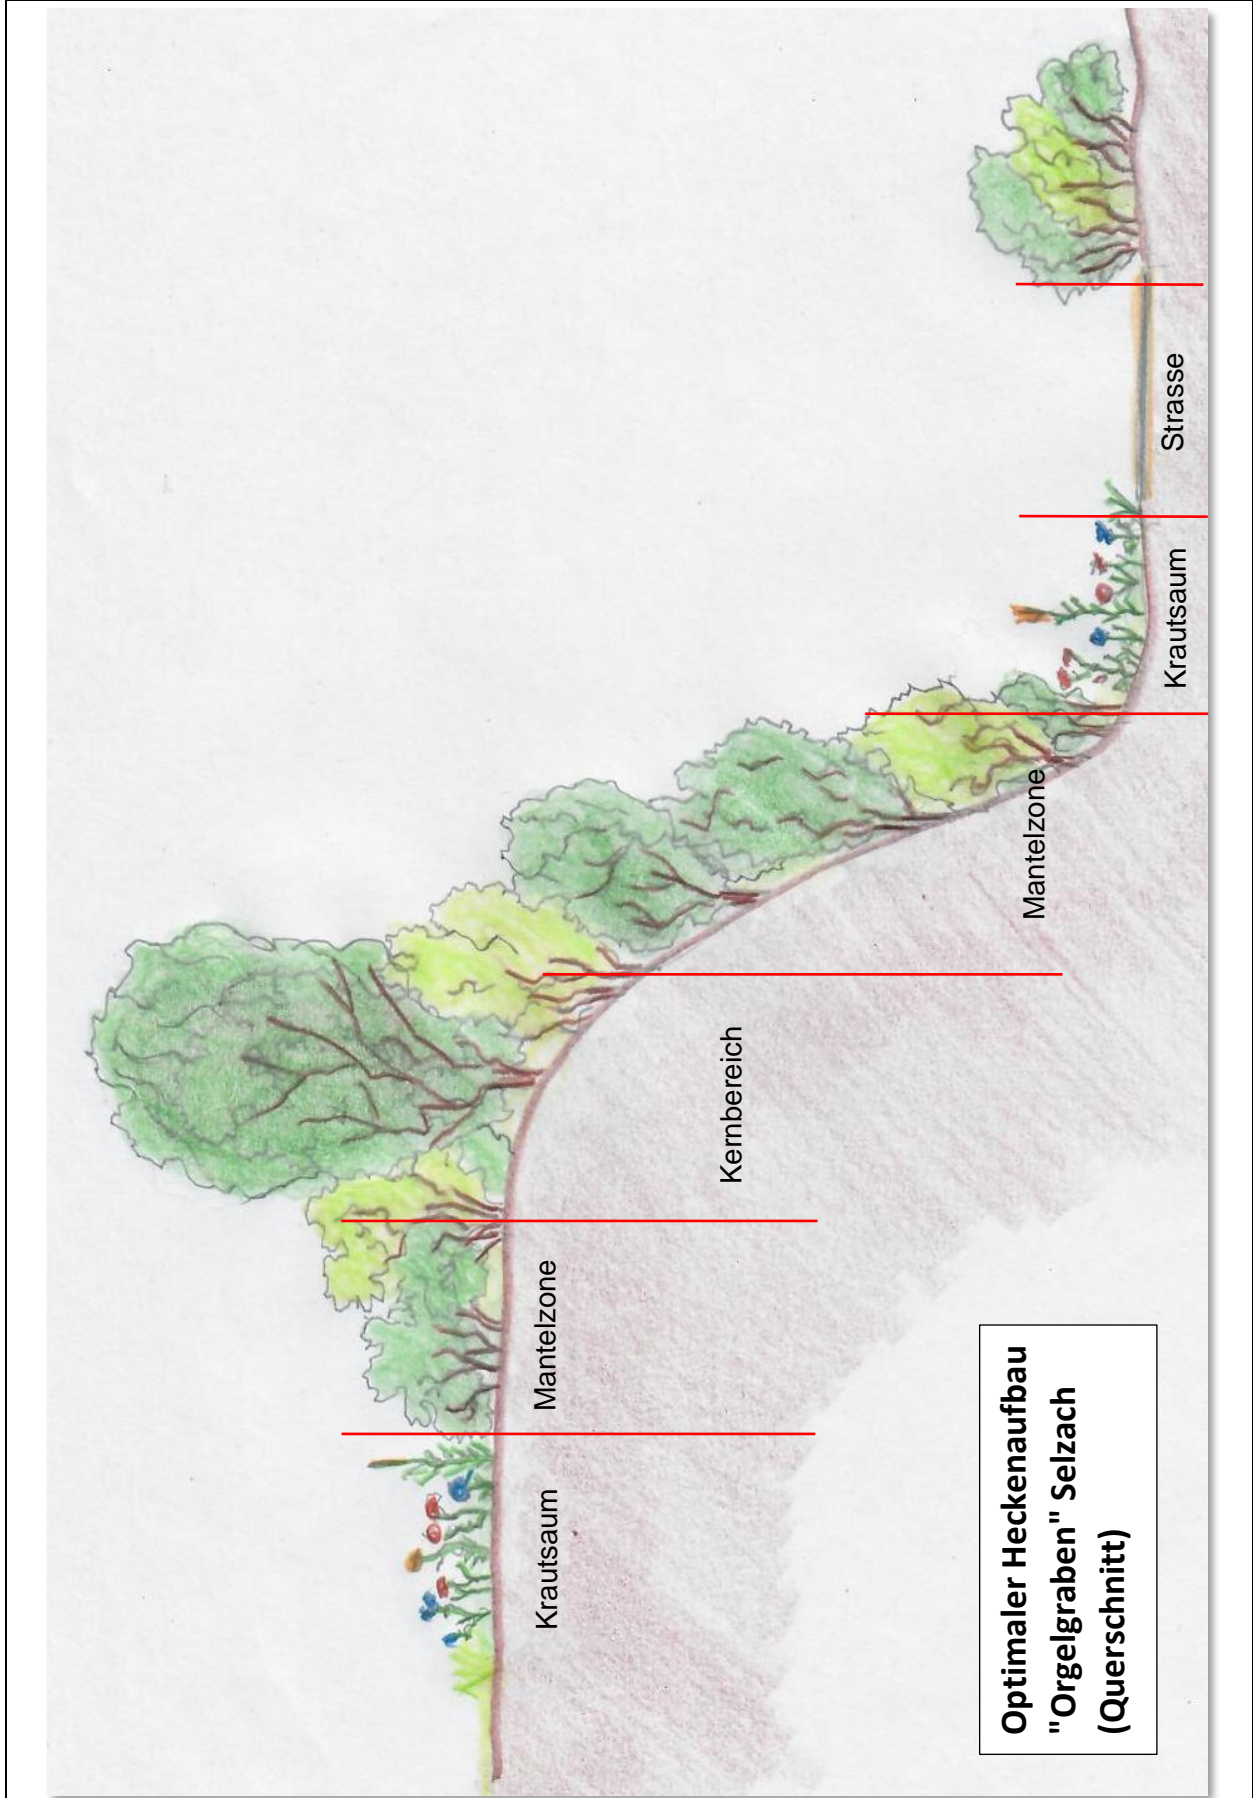 Krautsaum
Mantelzone
Kernbereich
Mantelzone
Krautsaum
Strasse
Optimaler Heckenaufbau
"Orgelgraben" Selzach
(Querschnitt)